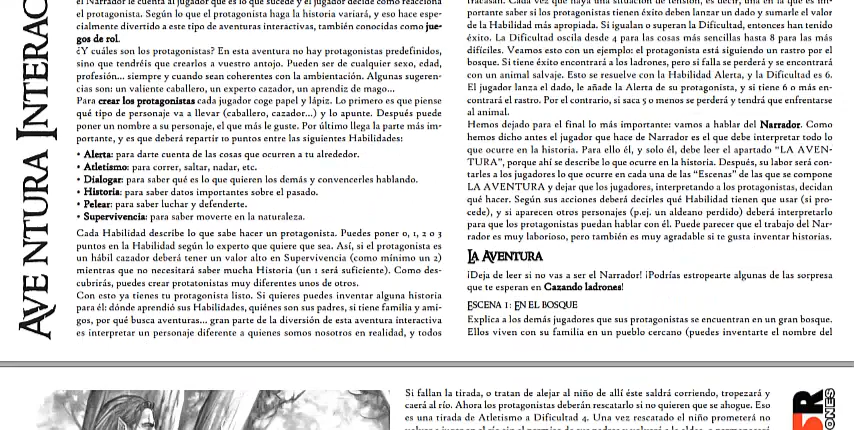 AVENTURA INTERAC
el Narrador le cuenta al jugador qué es lo que sucede y el jugador decide cómo reacciona
el protagonista. Según lo que el protagonista haga la historia variará, y eso hace espe-
cialmente divertido a este tipo de aventuras interactivas, también conocidas como jue-
gos de rol.
¿Y cuáles son los protagonistas? En esta aventura no hay protagonistas predefinidos,
sino que tendréis que crearlos a vuestro antojo. Pueden ser de cualquier sexo, edad,
profesión... siempre y cuando sean coherentes con la ambientación. Algunas sugeren-
cias son: un valiente caballero, un experto cazador, un aprendiz de mago...
Para crear los protagonistas cada jugador coge papel y lápiz. Lo primero es que piense
qué tipo de personaje va a llevar (caballero, cazador...) y lo apunte. Después puede
poner un nombre a su personaje, el que más le guste. Por último llega la parte más im-
portante, y es que deberá repartir 10 puntos entre las siguientes Habilidades:
• Alerta: para darte cuenta de las cosas que ocurren a tu alrededor.
• Atletismo: para correr, saltar, nadar, etc.
• Dialogar: para saber qué es lo que quieren los demás y convencerles hablando.
• Historia: para saber datos importantes sobre el pasado.
• Pelear: para saber luchar y defenderte.
• Supervivencia: para saber moverte en la naturaleza.
Cada Habilidad describe lo que sabe hacer un protagonista. Puedes poner 0, 1, 2 o 3
puntos en la Habilidad según lo experto que quiere que sea. Así, si el protagonista es
un hábil cazador deberá tener un valor alto en Supervivencia (como mínimo un 2)
mientras que no necesitará saber mucha Historia (un 1 será suficiente). Como des-
cubrirás, puedes crear protatonistas muy diferentes unos de otros.
Con esto ya tienes tu protagonista listo. Si quieres puedes inventar alguna historia
para él: dónde aprendió sus Habilidades, quiénes son sus padres, si tiene familia y ami-
gos, por qué busca aventuras... gran parte de la diversión de esta aventura interactiva
es interpretar un personaje diferente a quienes somos nosotros en realidad, y todos
fracasan. Cada vez que haya una situación de tensión, es decir, una en la que es im-
portante saber si los protagonistas tienen éxito deben lanzar un dado y sumarle el valor
de la Habilidad más apropiada. Si igualan o superan la Dificultad, entonces han tenido
éxito. La Dificultad oscila desde 4 para las cosas más sencillas hasta 8 para las más
difíciles. Veamos esto con un ejemplo: el protagonista está siguiendo un rastro por el
bosque. Si tiene éxito encontrará a los ladrones, pero si falla se perderá y se encontrará
con un animal salvaje. Esto se resuelve con la Habilidad Alerta, y la Dificultad es 6.
El jugador lanza el dado, le añade la Alerta de su protagonista, y si tiene 6 o más en-
contrará el rastro. Por el contrario, si saca 5 o menos se perderá y tendrá que enfrentarse
al animal.
Hemos dejado para el final lo más importante: vamos a hablar del Narrador. Como
hemos dicho antes el jugador que hace de Narrador es el que debe interpretar todo lo
que ocurre en la historia. Para ello él, y solo él, debe leer el apartado "LA AVEN-
TURA", porque ahí se describe lo que ocurre en la historia. Después, su labor será con-
tarles a los jugadores lo que ocurre en cada una de las "Escenas" de las que se compone
LA AVENTURA y dejar que los jugadores, interpretando a los protagonistas, decidan
qué hacer. Según sus acciones deberá decirles qué Habilidad tienen que usar (si pro-
cede), y si aparecen otros personajes (p.ej. un aldeano perdido) deberá interpretarlo
para que los protagonistas puedan hablar con él. Puede parecer que el trabajo del Nar-
rador es muy laborioso, pero también es muy agradable si te gusta inventar historias.
LA AVENTURA
¡Deja de leer si no vas a ser el Narrador! ¡Podrías estropearte algunas de las sorpresa
que te esperan en Cazando ladrones!
ESCENA 1: EN EL BOSQUE
Explica a los demás jugadores que sus protagonistas se encuentran en un gran bosque.
Ellos viven con su familia en un pueblo cercano (puedes inventarte el nombre del
Si fallan la tirada, o tratan de alejar al niño de allí éste saldrá corriendo, tropezará y
caerá al río. Ahora los protagonistas deberán rescatarlo si no quieren que se ahogue. Eso
es una tirada de Atletismo a Dificultad 4. Una vez rescatado el niño prometerá no